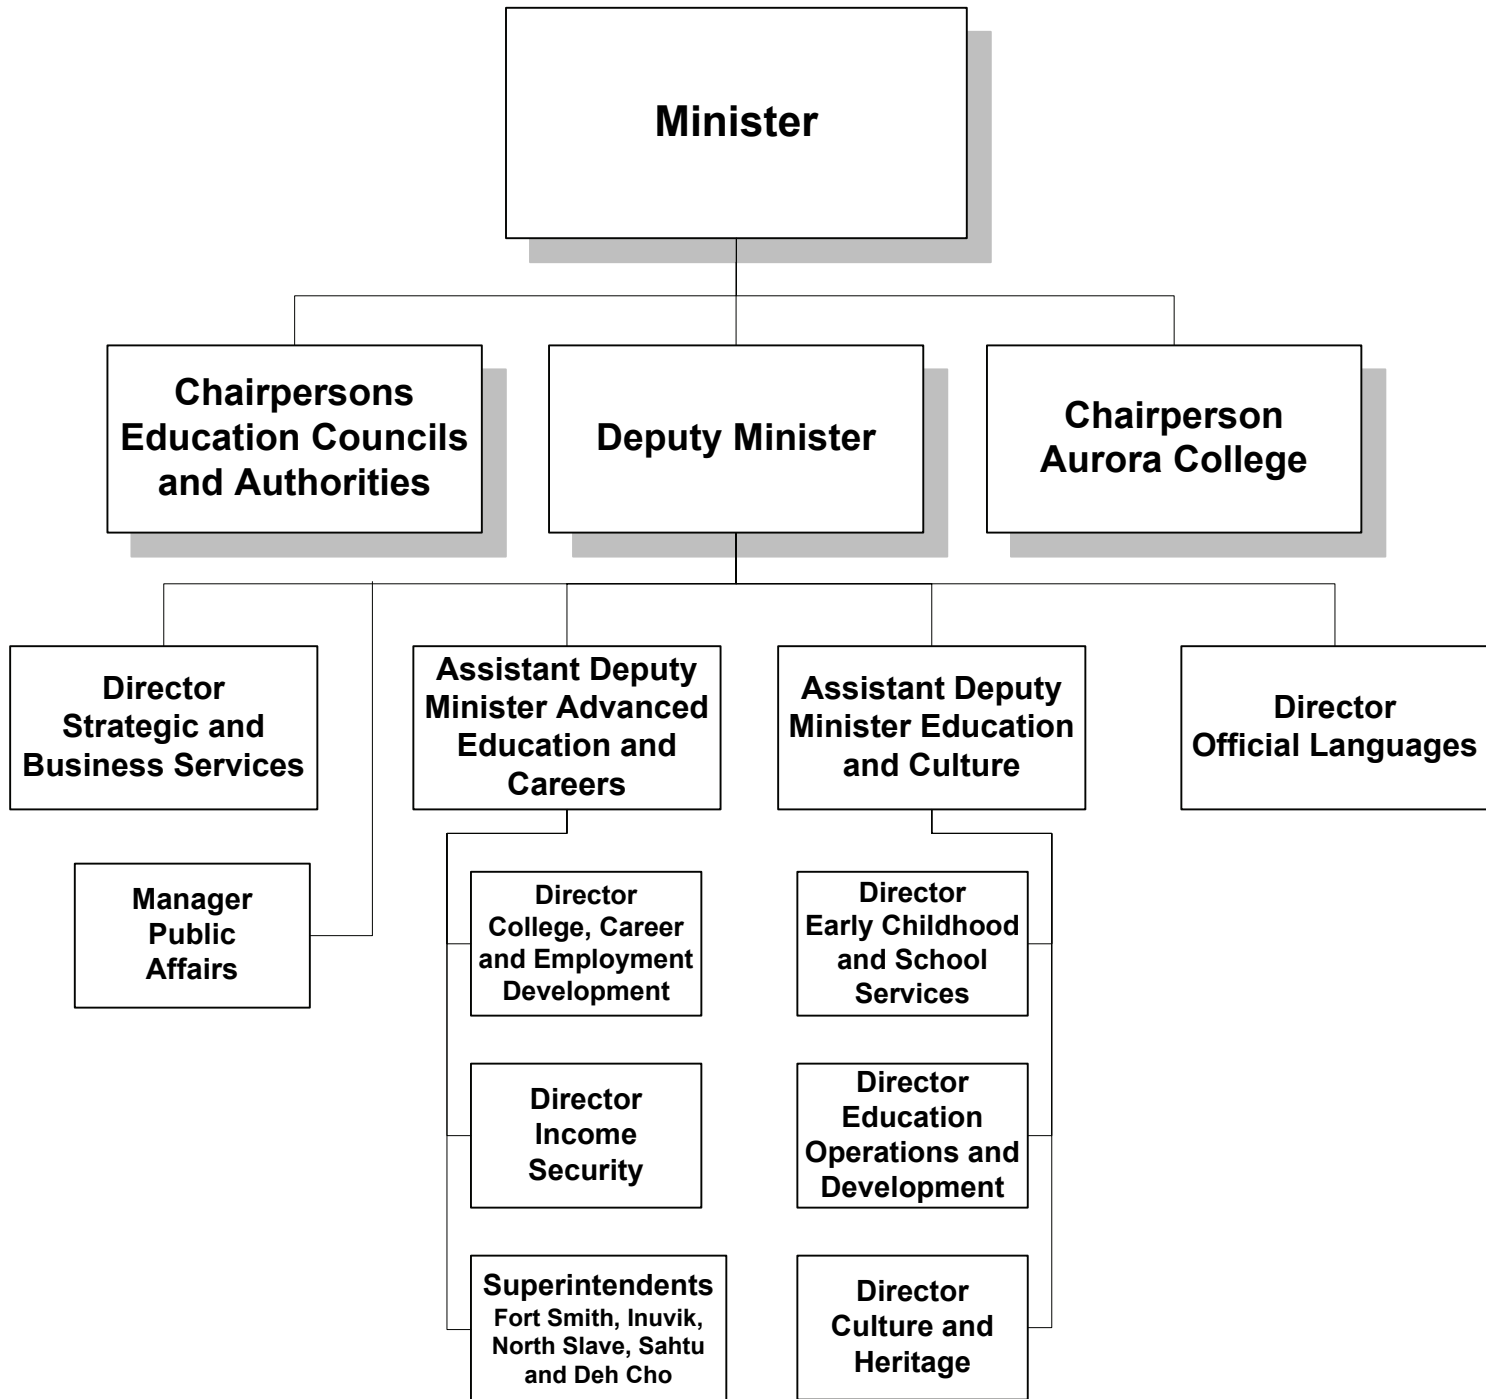 Minister
Chairpersons
Education Councils
and Authorities
Deputy Minister
Chairperson
Aurora College
Director
Strategic and
Business Services
Assistant Deputy
Minister Advanced
Education and
Careers
Assistant Deputy
Minister Education
and Culture
Director
Official Languages
Manager
Public
Affairs
Director
College, Career
and Employment
Development
Director
Early Childhood
and School
Services
Director
Income
Security
Director
Education
Operations and
Development
Superintendents
Fort Smith, Inuvik,
North Slave, Sahtu
and Deh Cho
Director
Culture and
Heritage